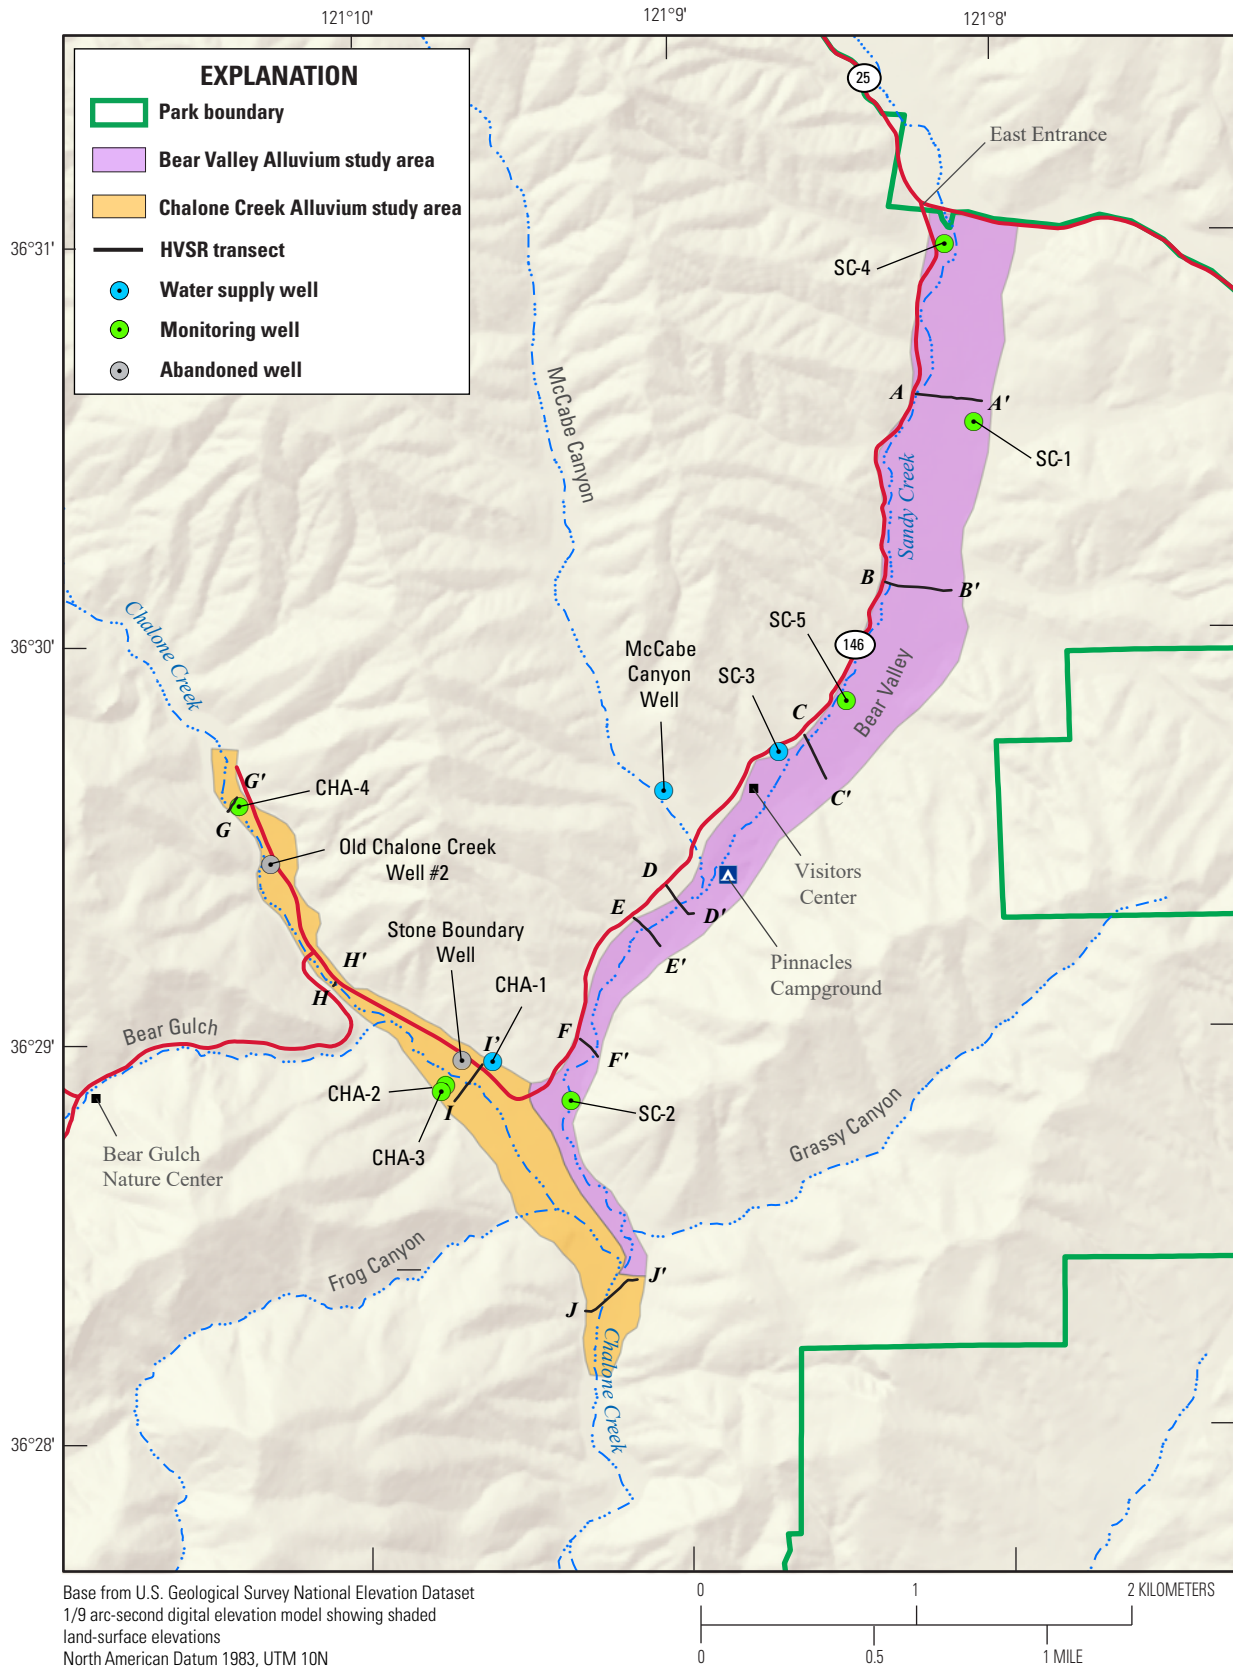 121°10'
121°9'
121°8'
EXPLANATION
Park boundary
Bear Valley Alluvium study area
Chalone Creek Alluvium study area
HVSR transect
Water supply well
Monitoring well
Abandoned well
25
East Entrance
36°31'
SC-4
McCabe Canyon
A
A'
SC-1
Sandy Creek
B
B'
Chalone Creek
36°30'
SC-5
146
McCabe
Canyon
Well
SC-3
Bear Valley
C
C'
G'
CHA-4
G
Old Chalone Creek
Well #2
Visitors
Center
D
D'
E
E'
Stone Boundary
Well
Pinnacles
Campground
H'
H
CHA-1
Bear Gulch
F
F'
I'
36°29'
CHA-2
I
SC-2
CHA-3
Bear Gulch
Nature Center
Grassy Canyon
Frog Canyon
J'
J
Chalone Creek
36°28'
Base from U.S. Geological Survey National Elevation Dataset
1/9 arc-second digital elevation model showing shaded
land-surface elevations
North American Datum 1983, UTM 10N
0
1
2 KILOMETERS
0
0.5
1 MILE